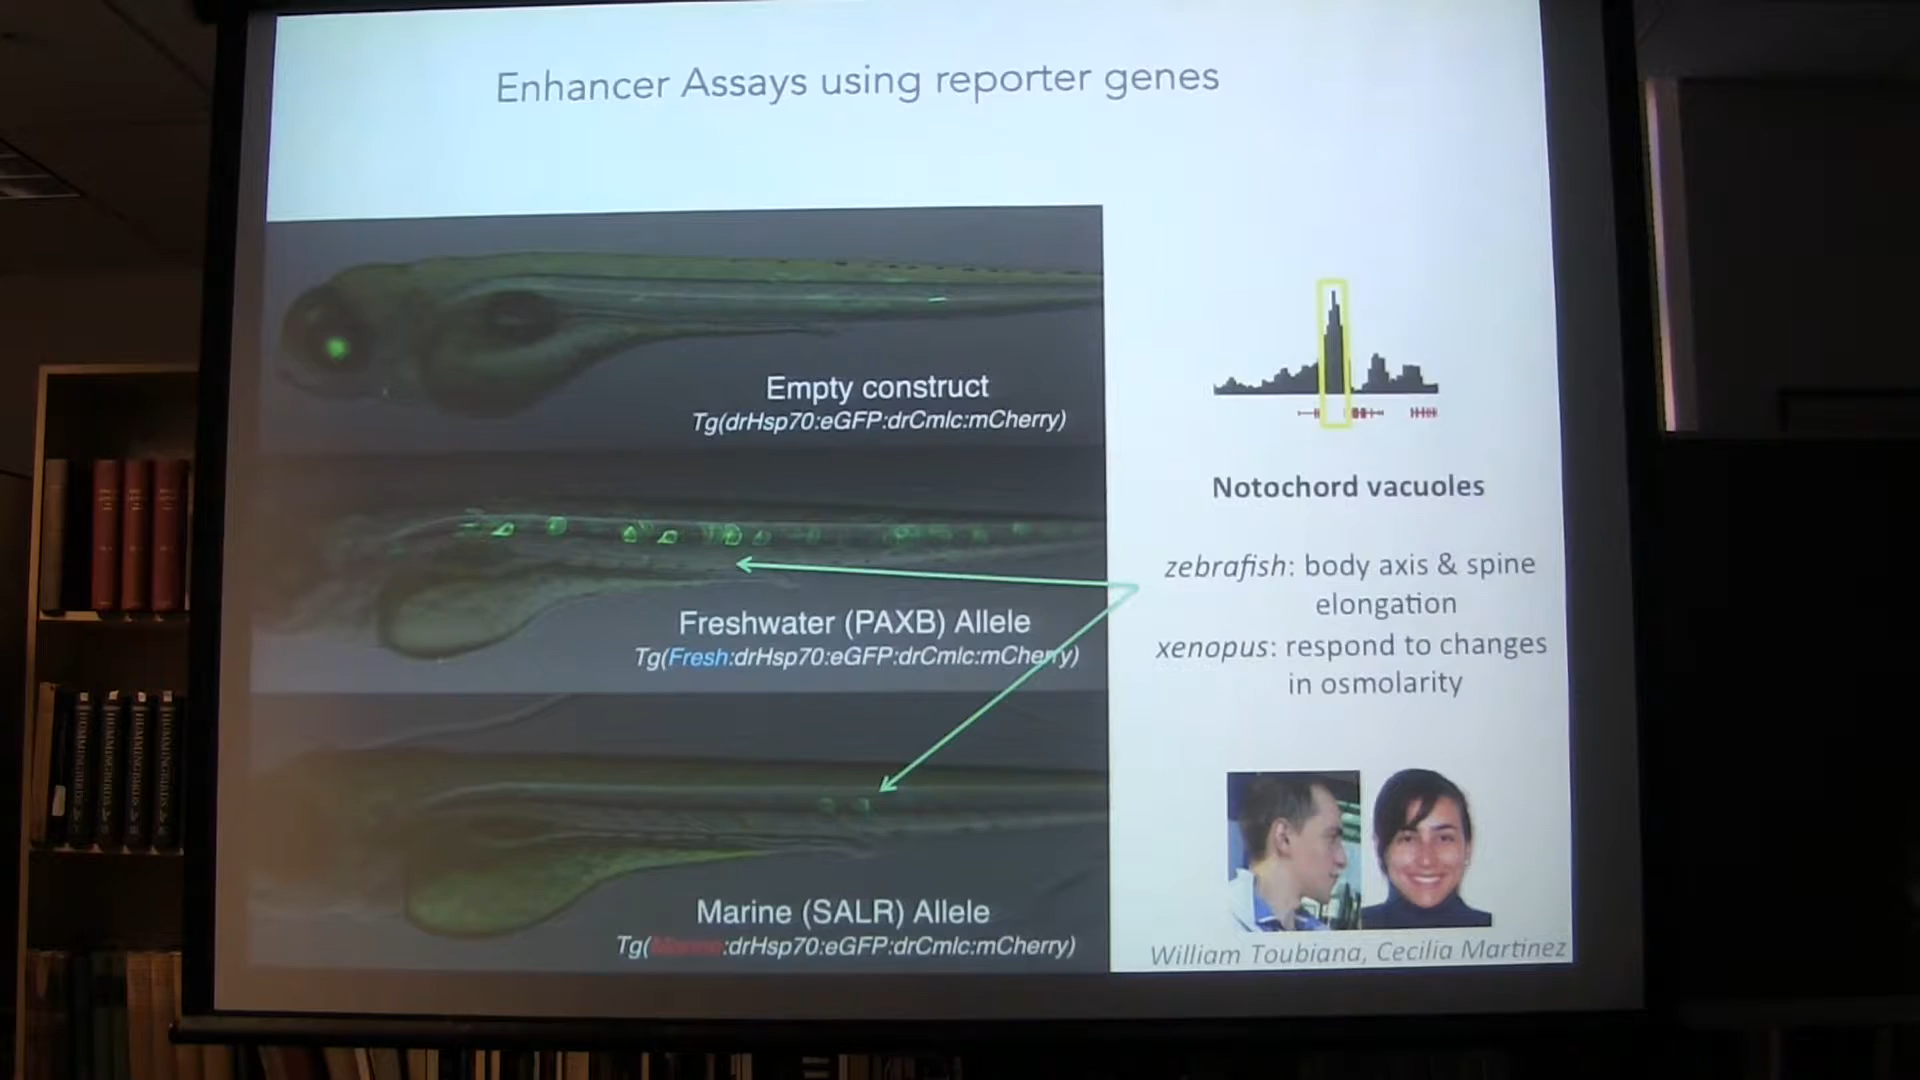 Enhancer Assays using reporter genes
Empty construct
Tg(drHsp70:eGFP:drCmlc:mCherry)
Freshwater (PAXB) Allele
Tg(Fresh:drHsp70:eGFP:drCmlc:mCherry)
Marine (SALR) Allele
Tg(Marine:drHsp70:eGFP:drCmlc:mCherry)
Notochord vacuoles
zebrafish: body axis & spine
elongation
xenopus: respond to changes
in osmolarity
William Toubiana, Cecilia Martinez